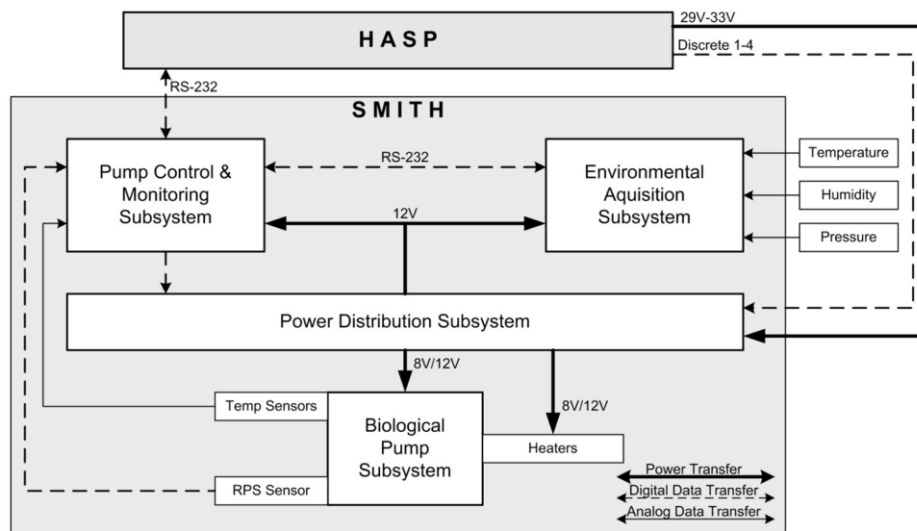 29V-33V
H A S P
Discrete 1-4
RS-232
S M I T H
Pump Control &
Monitoring
Subsystem
RS-232
Environmental
Aquisition
Subsystem
Temperature
Humidity
Pressure
12V
Power Distribution Subsystem
8V/12V
8V/12V
Temp Sensors
Biological
Pump
Subsystem
Heaters
RPS Sensor
Power Transfer
Digital Data Transfer
Analog Data Transfer